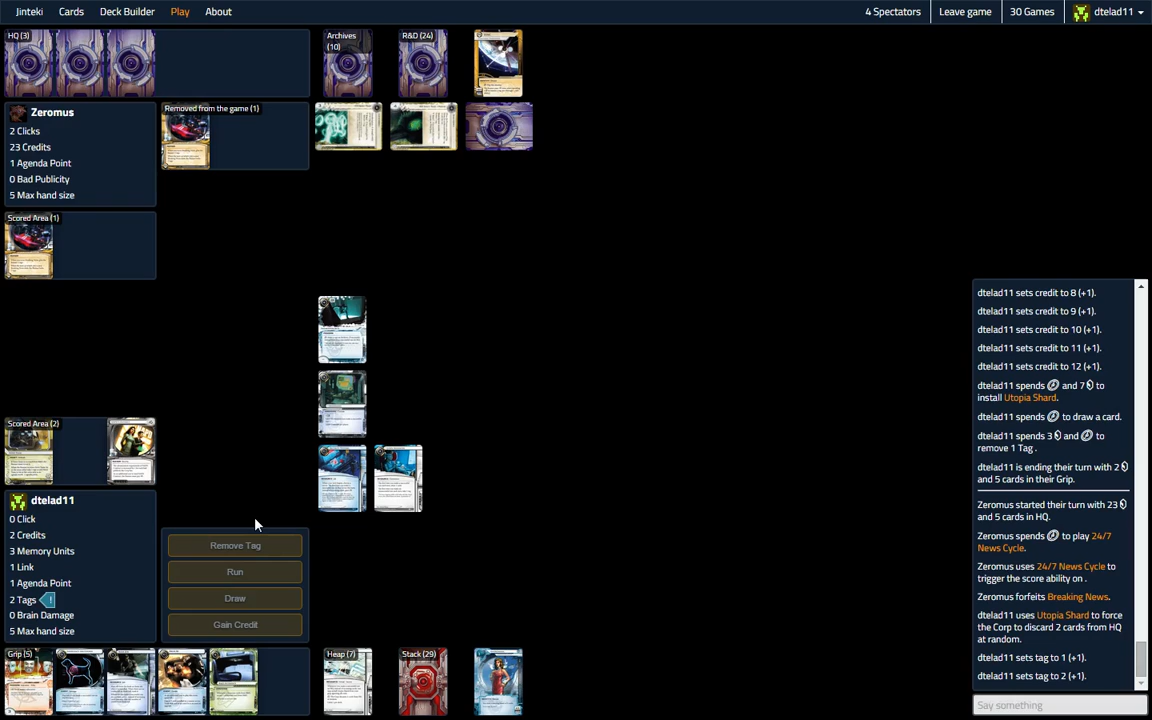 Jinteki
Cards
Deck Builder
Play
About
4 Spectators
Leave game
30 Games
dtelad11
HQ (3)
Archives
(10)
R&D (24)
Zeromus
2 Clicks
23 Credits
1 Agenda Point
0 Bad Publicity
5 Max hand size
Removed from the game (1)
Scored Area (1)
Scored Area (2)
dtelad11
0 Click
2 Credits
3 Memory Units
1 Link
1 Agenda Point
2 Tags !
0 Brain Damage
5 Max hand size
Remove Tag
Run
Draw
Gain Credit
Grip (5)
Heap (7)
Stack (29)
dtelad11 sets credit to 8 (+1).
dtelad11 sets credit to 9 (+1).
dtelad11 sets credit to 10 (+1).
dtelad11 sets credit to 11 (+1).
dtelad11 sets credit to 12 (+1).
dtelad11 spends and 7 to
install Utopia Shard.
dtelad11 spends to draw a card.
dtelad11 spends 3 and to
remove 1 Tag .
dtelad11 is ending their turn with 2
and 5 cards in their Grip.
Zeromus started their turn with 23
and 5 cards in HQ.
Zeromus spends to play 24/7
News Cycle.
Zeromus uses 24/7 News Cycle to
trigger the score ability on .
Zeromus forfeits Breaking News.
dtelad11 uses Utopia Shard to force
the Corp to discard 2 cards from HQ
at random.
dtelad11 sets tag to 1 (+1).
dtelad11 sets tag to 2 (+1).
Say something